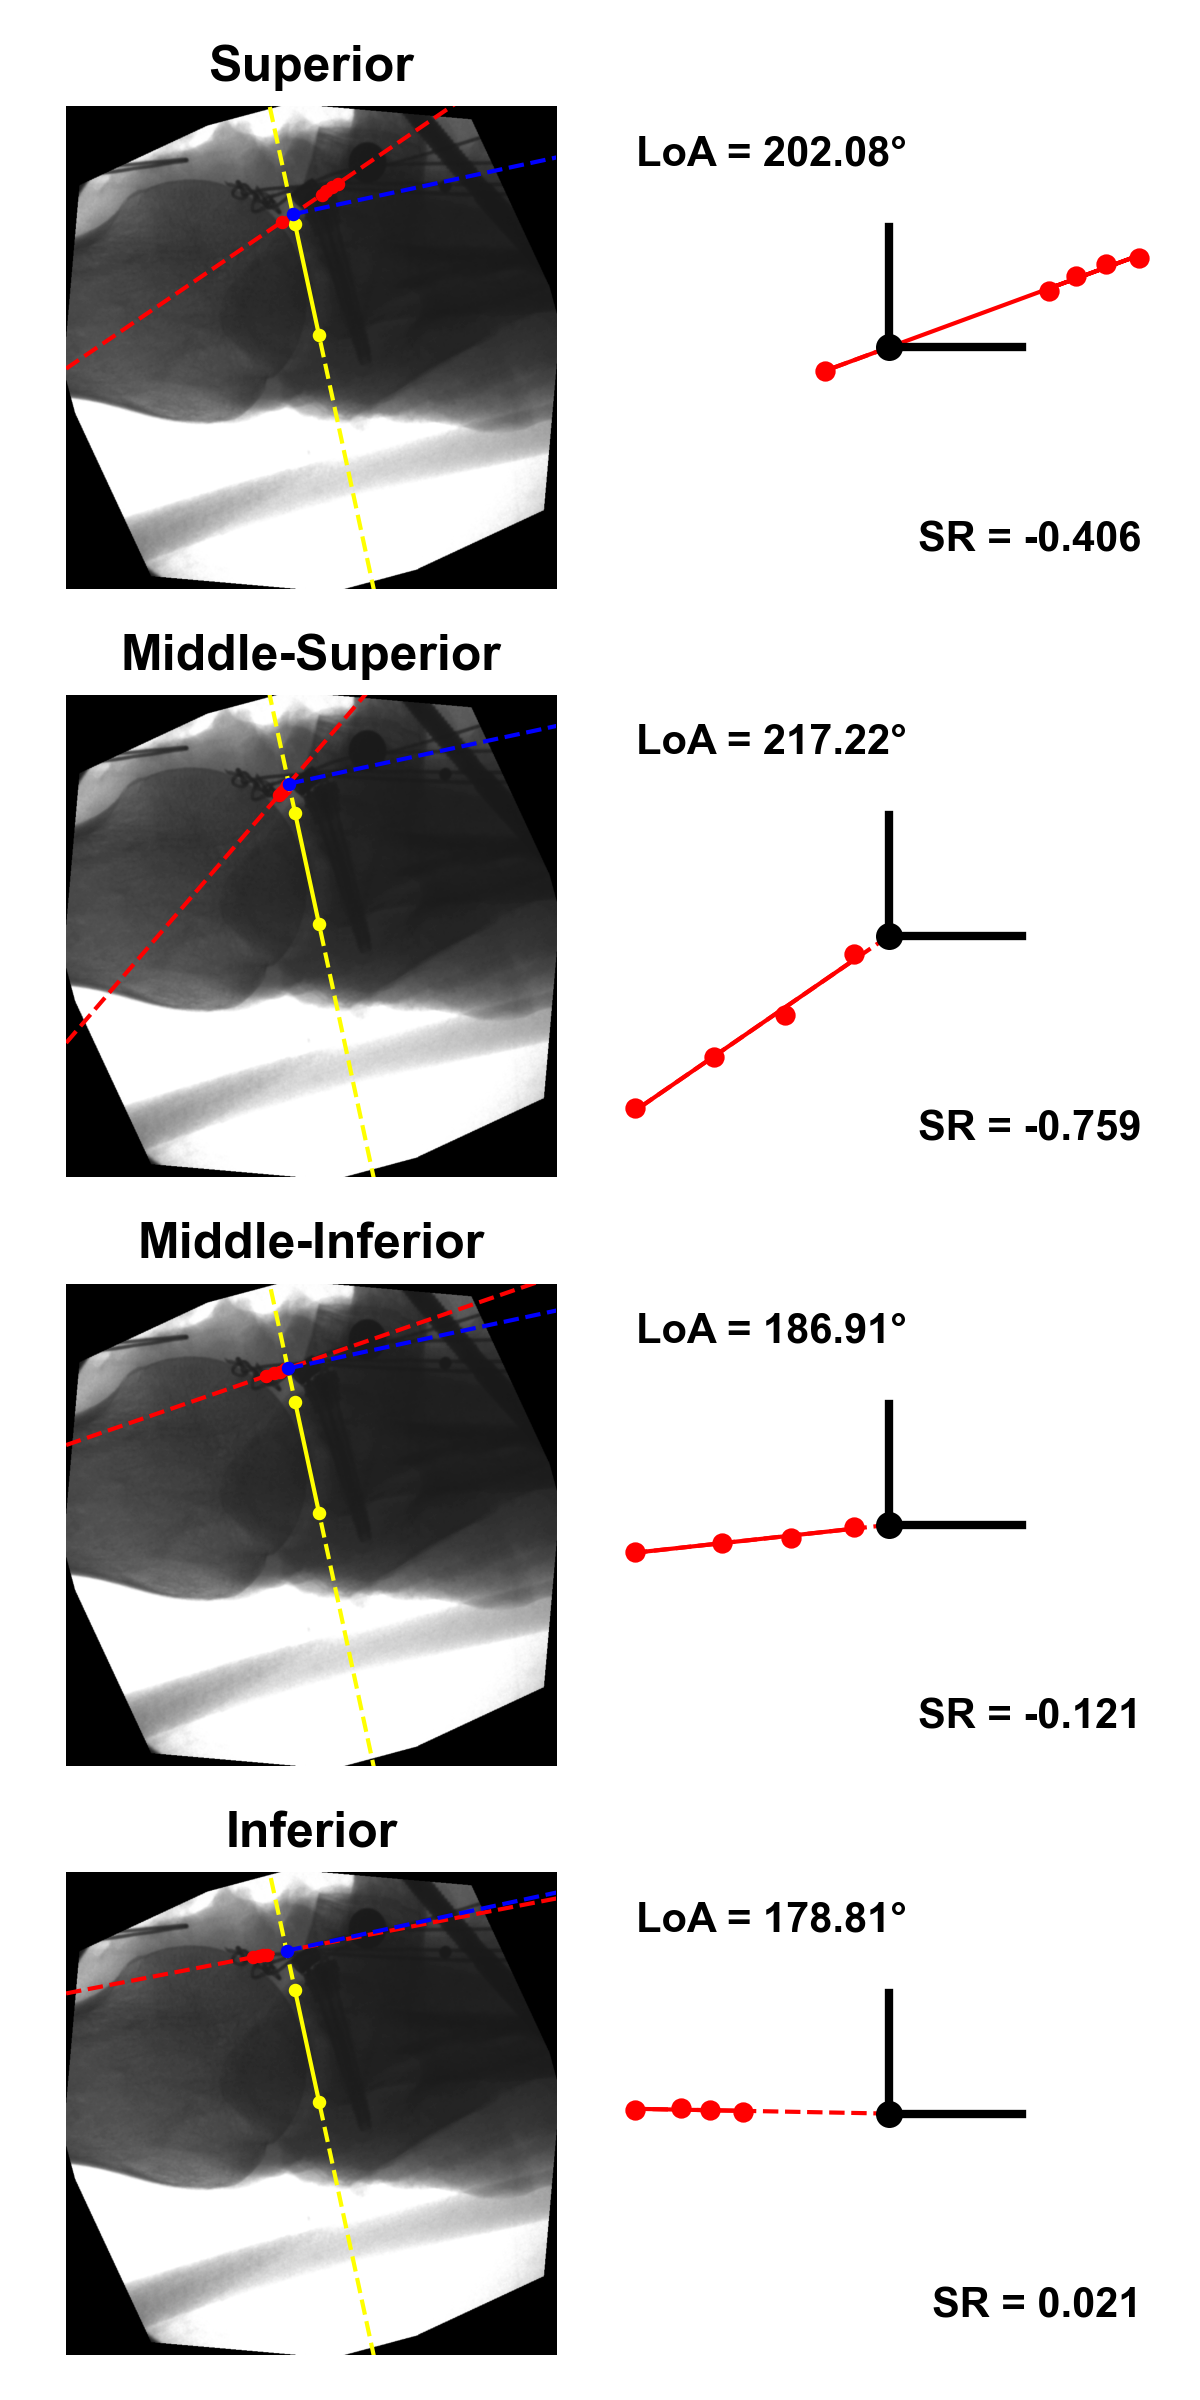 Superior
LoA = 202.08°
SR = -0.406
Middle-Superior
LoA = 217.22°
SR = -0.759
Middle-Inferior
LoA = 186.91°
SR = -0.121
Inferior
LoA = 178.81°
SR = 0.021